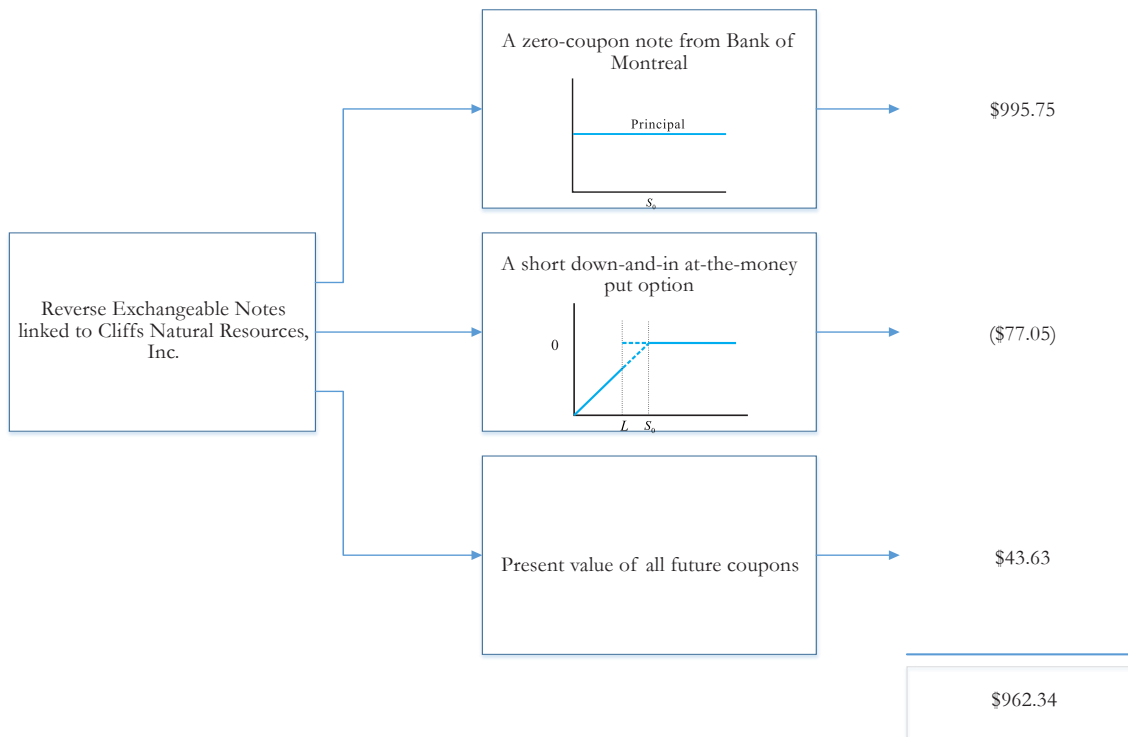 A zero-coupon note from Bank of
Montreal
Principal
S₀
$995.75
Reverse Exchangeable Notes
linked to Cliffs Natural Resources,
Inc.
A short down-and-in at-the-money
put option
0
L S₀
($77.05)
Present value of all future coupons
$43.63
$962.34